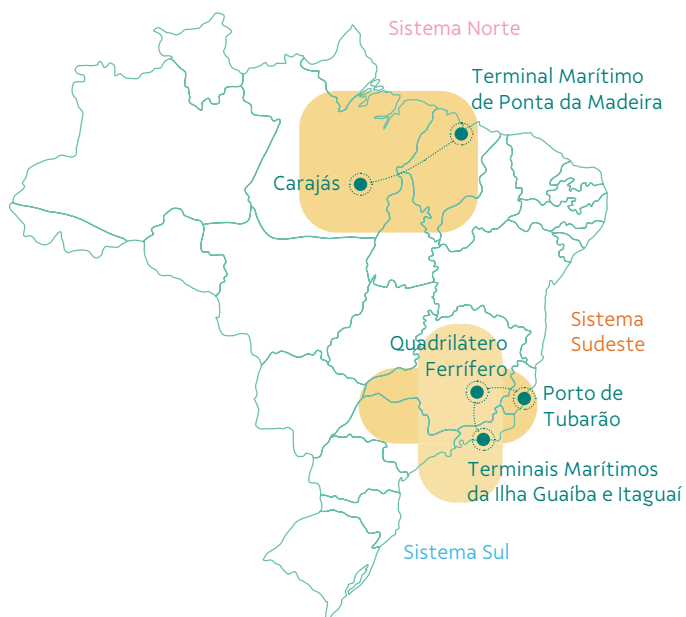 Sistema Norte
Terminal Marítimo
de Ponta da Madeira
Carajás
Sistema
Sudeste
Quadrilátero
Ferrífero
Porto de
Tubarão
Terminais Marítimos
da Ilha Guaíba e Itaguaí
Sistema Sul